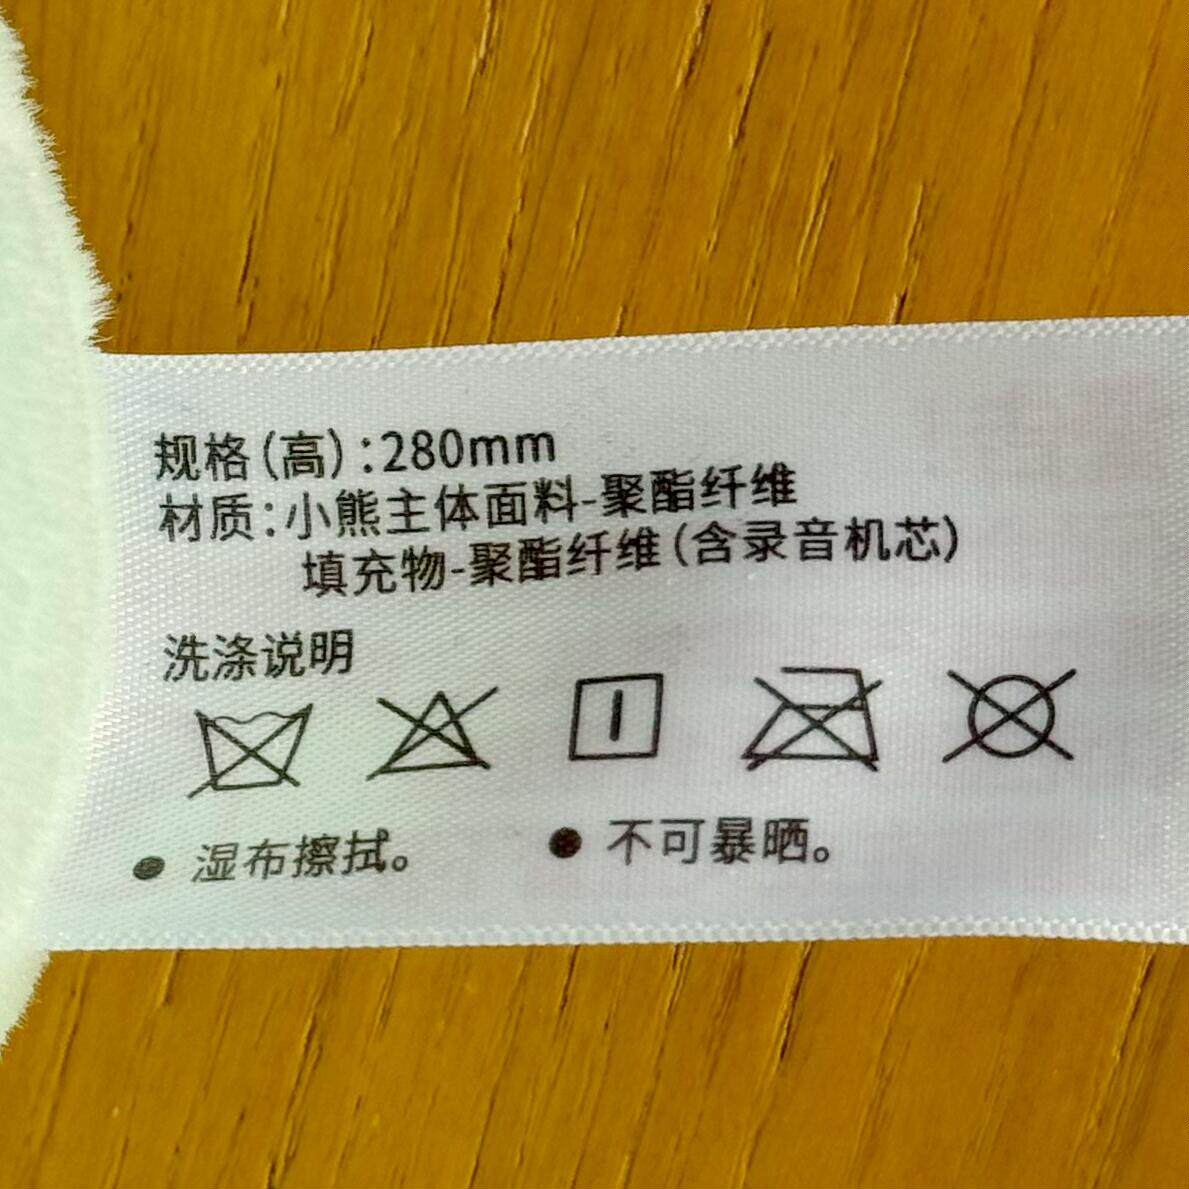 规格(高):280mm
材质:小熊主体面料-聚酯纤维
填充物-聚酯纤维(含录音机芯)
洗涤说明
● 湿布擦拭。 ● 不可暴晒。